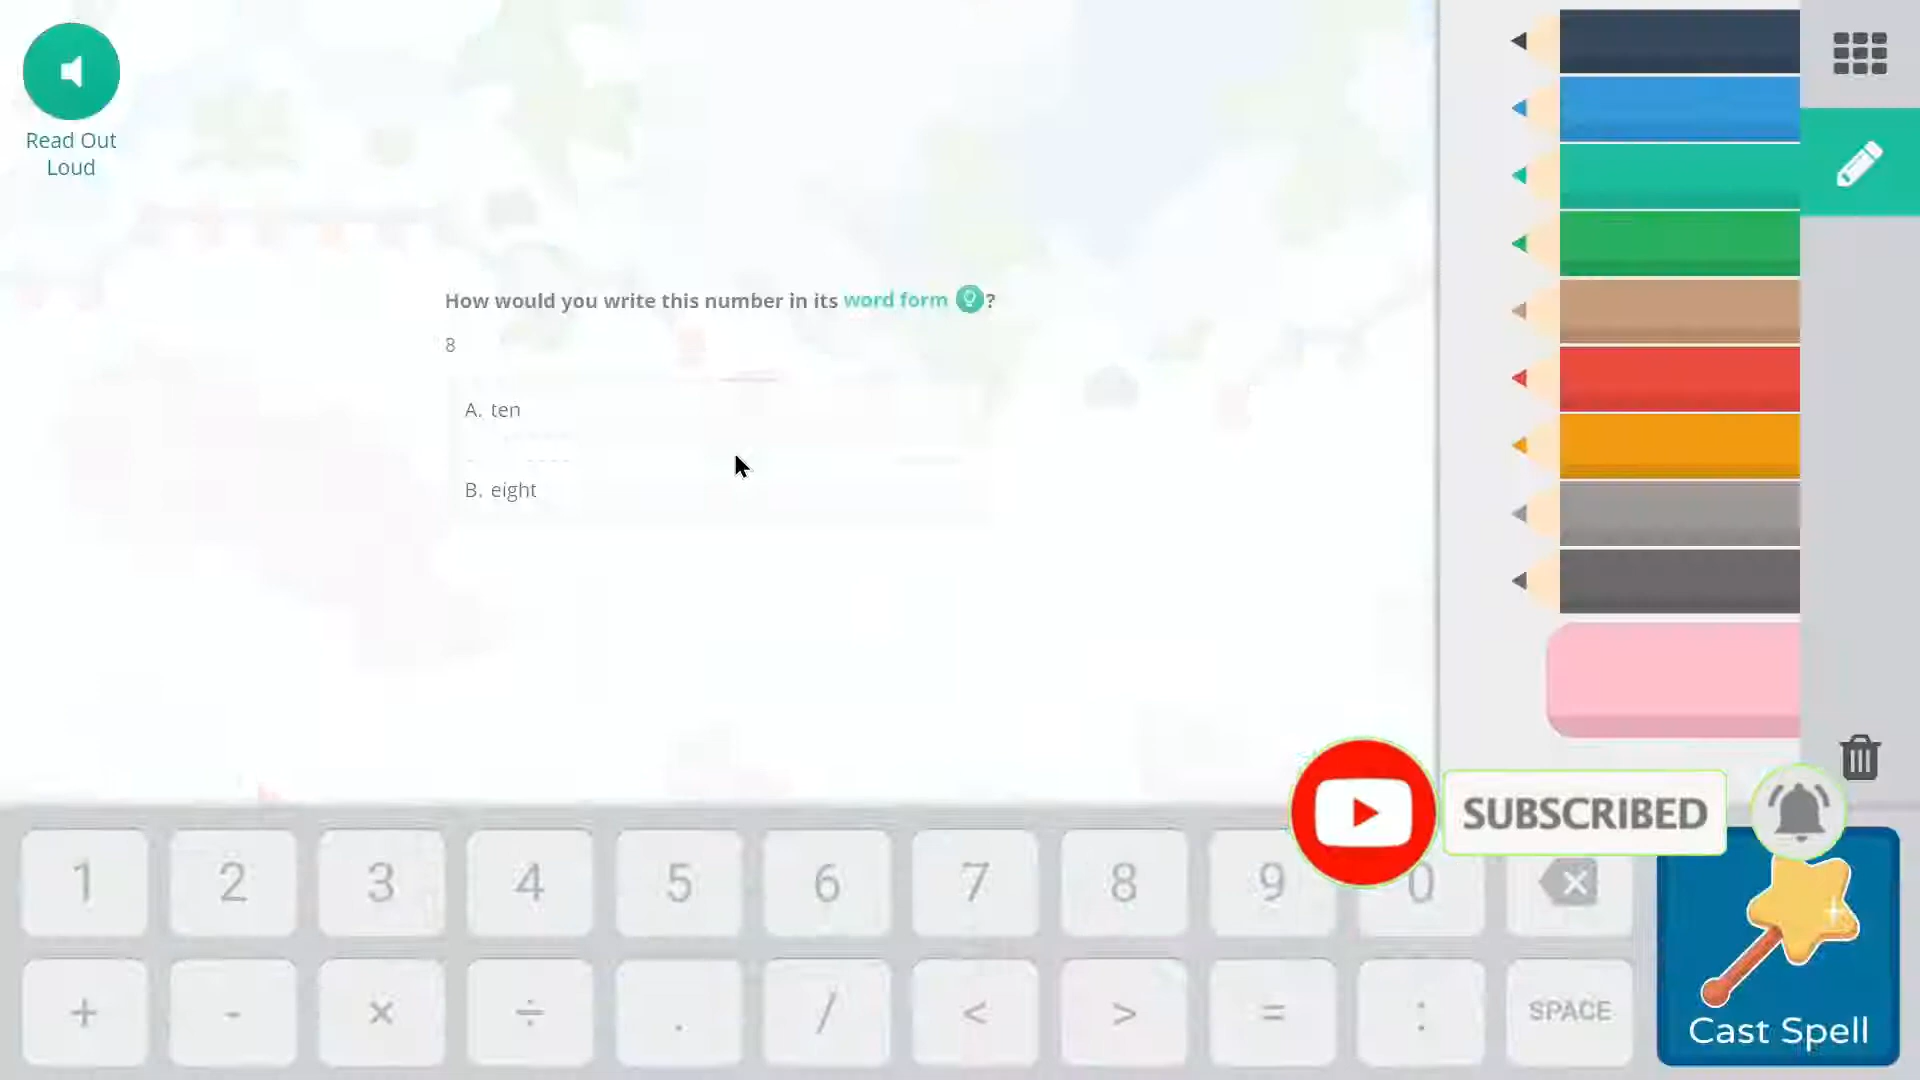 Read Out
Loud
How would you write this number in its word form ?
8
A. ten
B. eight
SUBSCRIBED
1 2 3 4 5 6 7 8 9 0
+ - × ÷ . / < > = : SPACE
Cast Spell